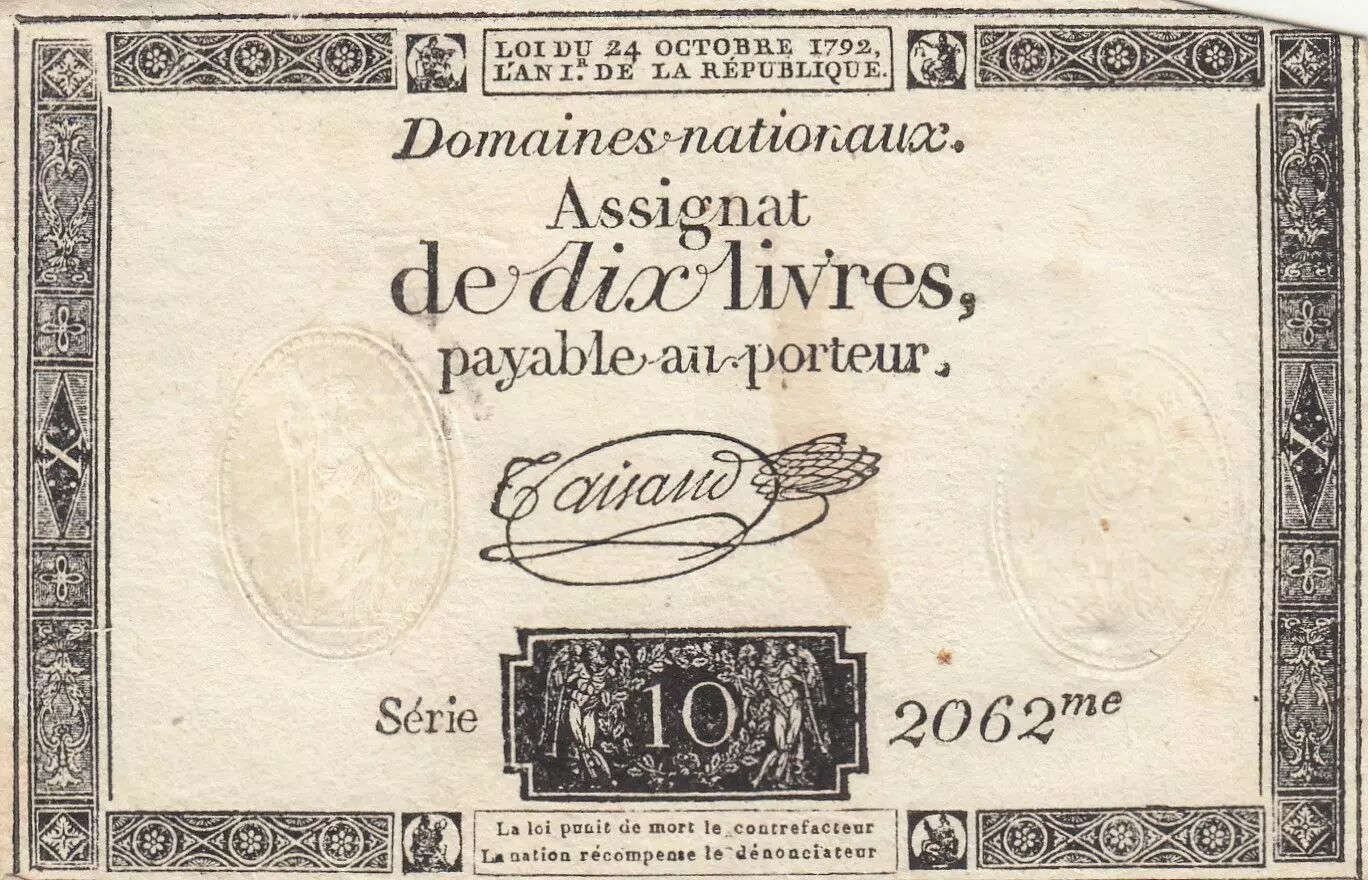 LOI DU 24 OCTOBRE 1792,
L'AN I.R DE LA RÉPUBLIQUE.
Domaines nationaux.
Assignat
de dix livres,
payable au porteur.
Taisaud
X X
Série 10 2062me
La loi punit de mort le contrefacteur
La nation récompense le dénonciateur